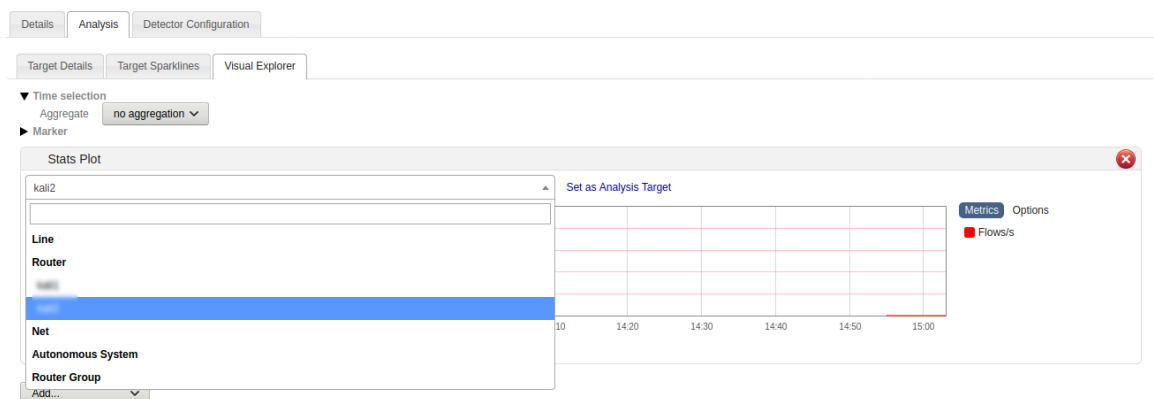 Details Analysis Detector Configuration
Target Details Target Sparklines Visual Explorer
Time selection
Aggregate no aggregation
Marker
Stats Plot
kali2 Set as Analysis Target
Metrics Options
Flows/s
Line
Router
Net
Autonomous System
Router Group
10 14:20 14:30 14:40 14:50 15:00
Add...